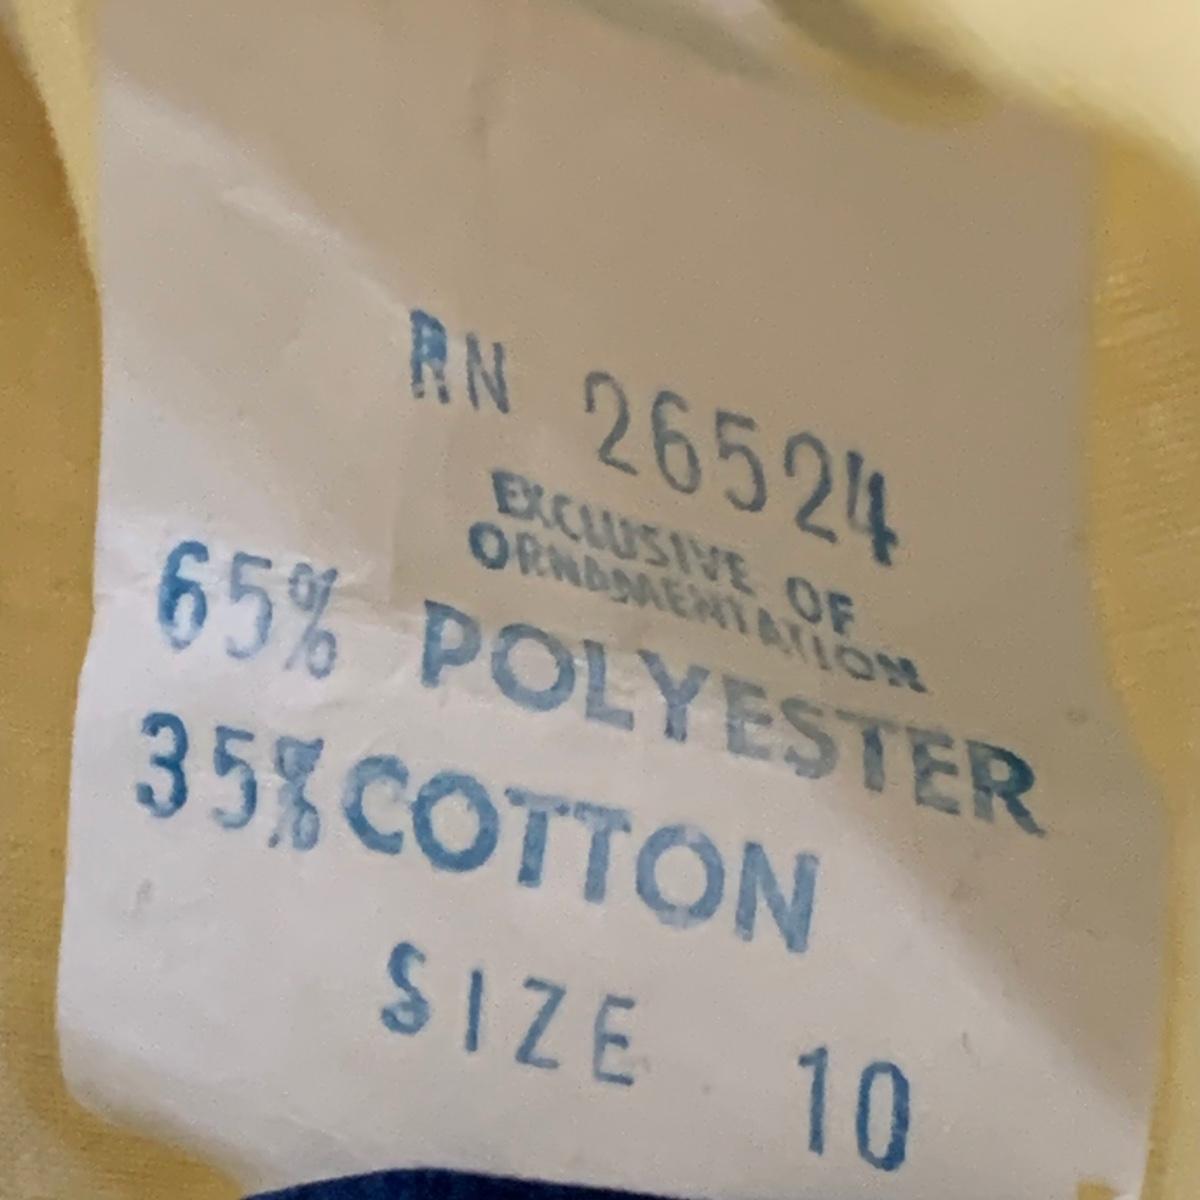 RN 26524
EXCLUSIVE OF
ORNAMENTATION
65% POLYESTER
35% COTTON
SIZE 10